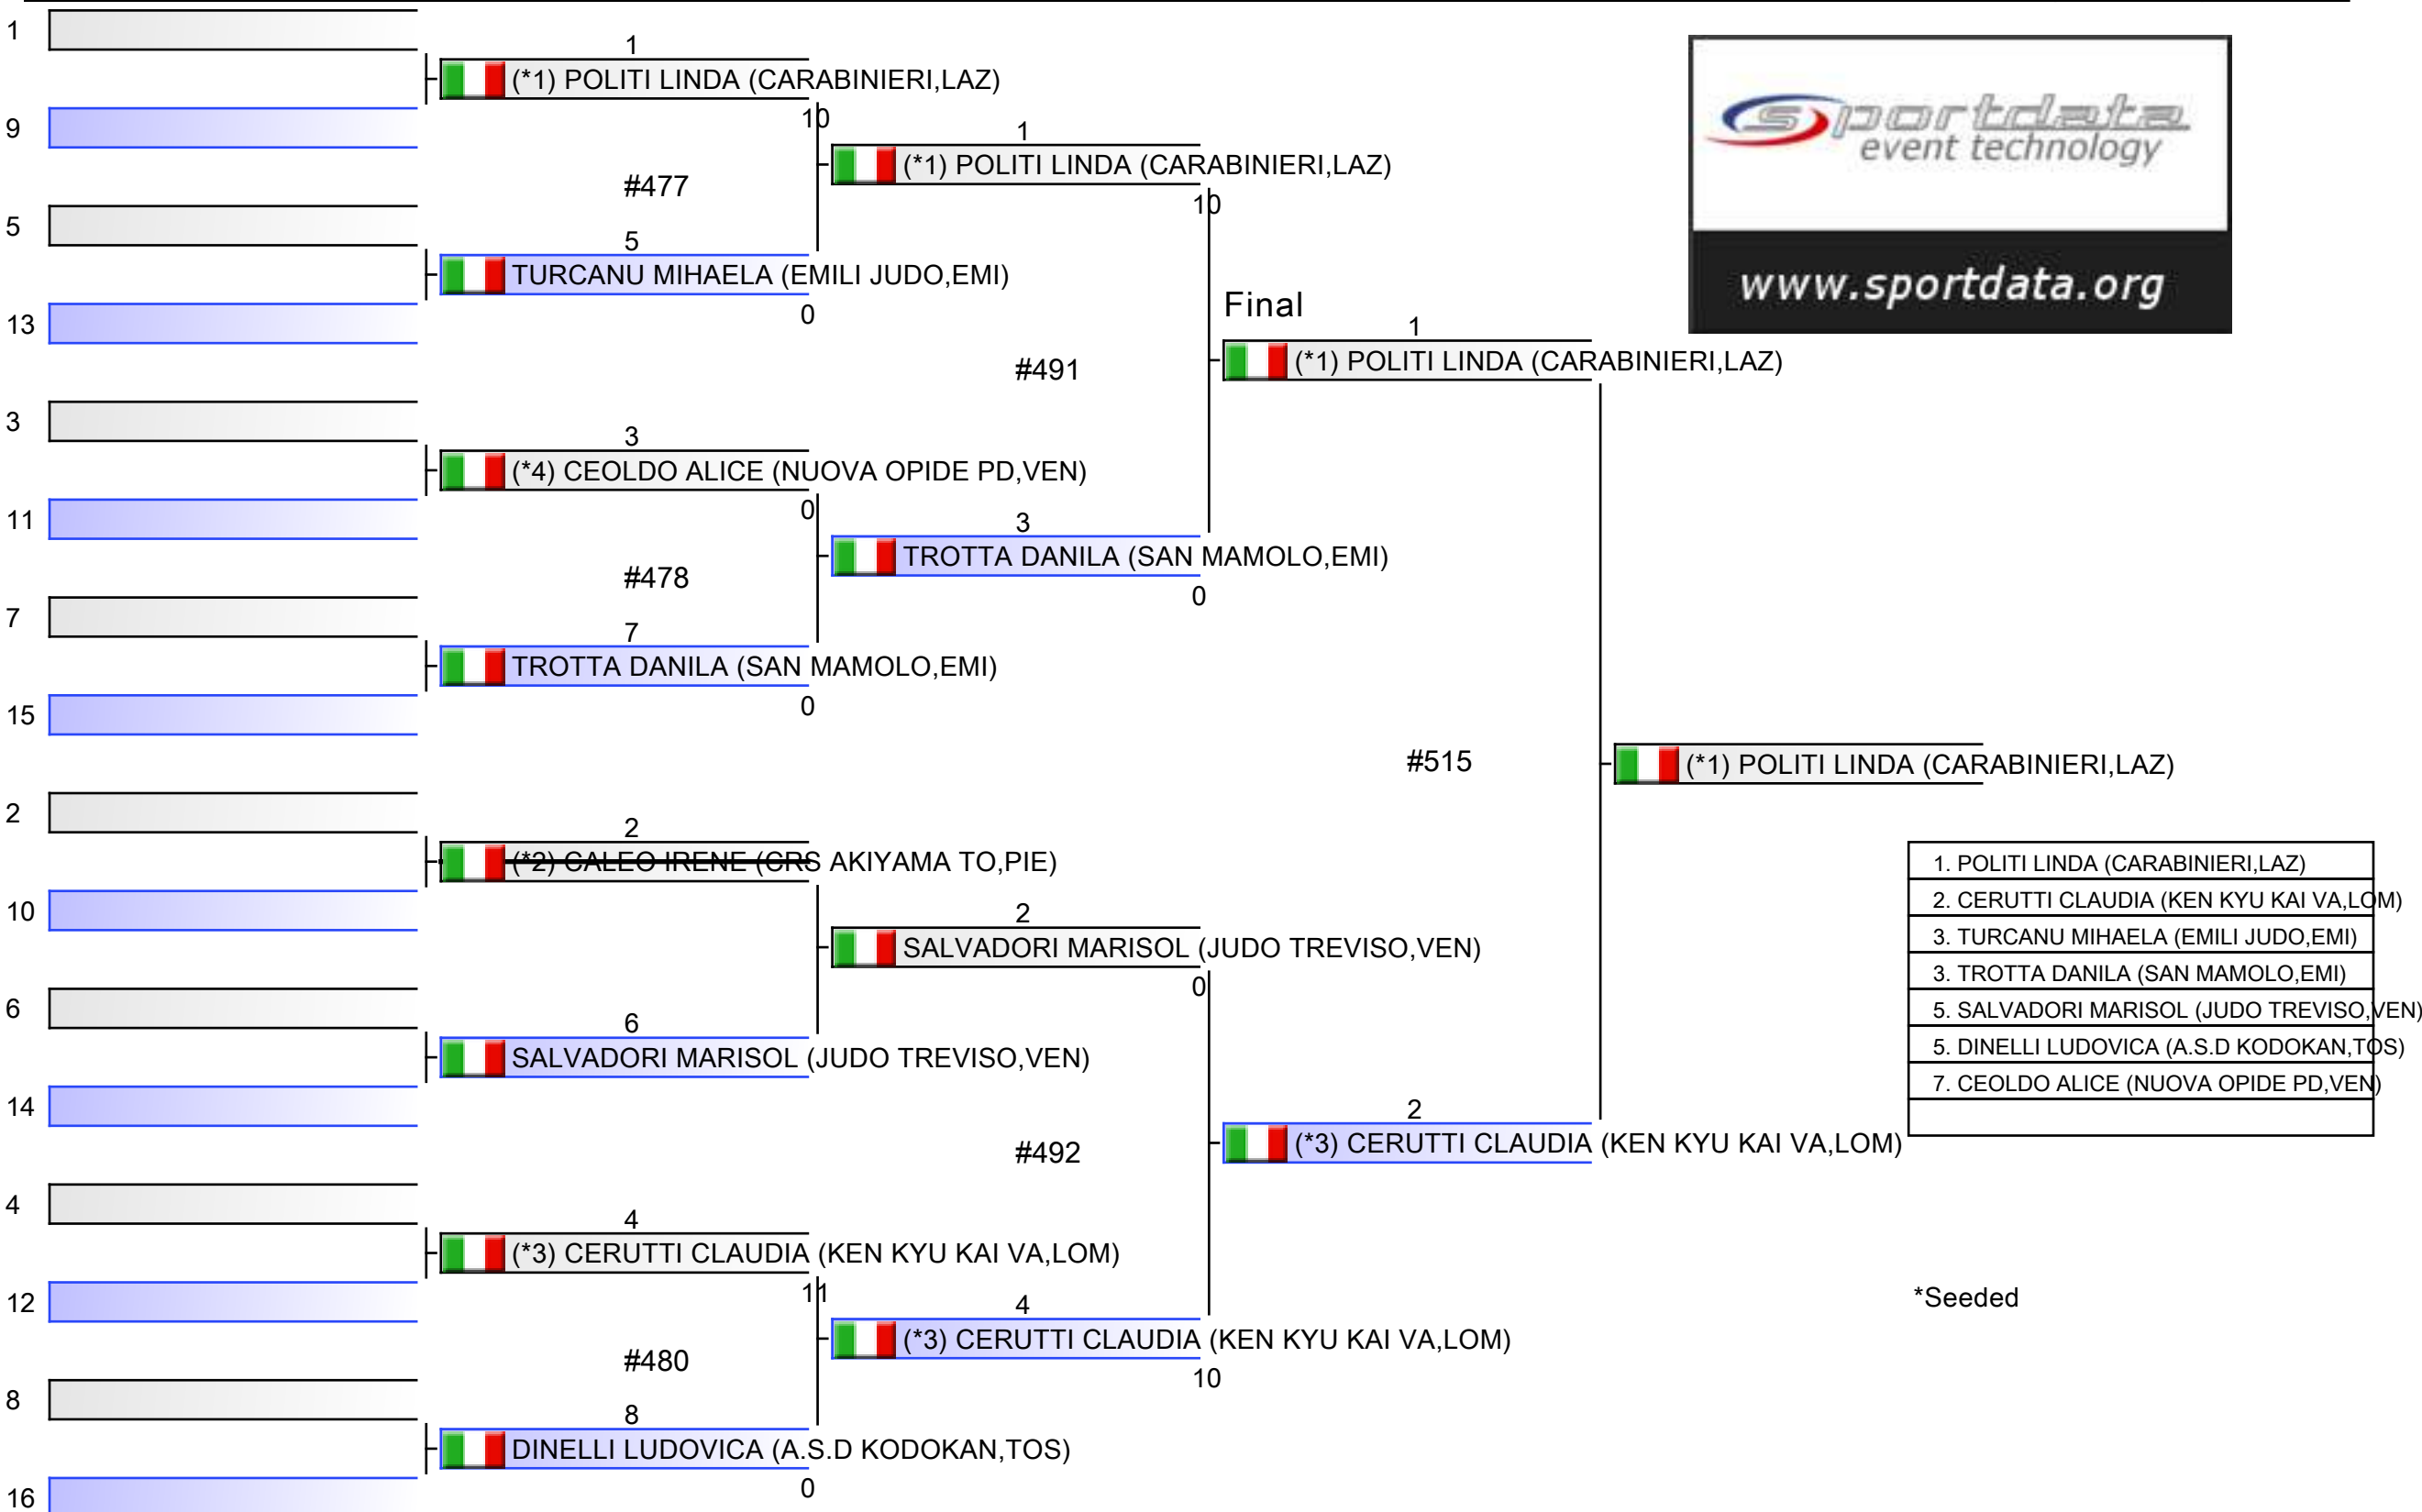 1
9
5
13
3
11
7
15
2
10
6
14
4
12
8
16
1
(*1) POLITI LINDA (CARABINIERI,LAZ)
10
#477
5
TURCANU MIHAELA (EMILI JUDO,EMI)
0
3
(*4) CEOLDO ALICE (NUOVA OPIDE PD,VEN)
0
#478
7
TROTTA DANILA (SAN MAMOLO,EMI)
0
2
(*2) CALEO IRENE (CRS AKIYAMA TO,PIE)
6
SALVADORI MARISOL (JUDO TREVISO,VEN)
4
(*3) CERUTTI CLAUDIA (KEN KYU KAI VA,LOM)
11
#480
8
DINELLI LUDOVICA (A.S.D KODOKAN,TOS)
0
1
(*1) POLITI LINDA (CARABINIERI,LAZ)
10
#491
3
TROTTA DANILA (SAN MAMOLO,EMI)
0
2
SALVADORI MARISOL (JUDO TREVISO,VEN)
0
#492
4
(*3) CERUTTI CLAUDIA (KEN KYU KAI VA,LOM)
10
Final
1
(*1) POLITI LINDA (CARABINIERI,LAZ)
#515
2
(*3) CERUTTI CLAUDIA (KEN KYU KAI VA,LOM)
(*1) POLITI LINDA (CARABINIERI,LAZ)
sportdata
event technology
www.sportdata.org
1. POLITI LINDA (CARABINIERI,LAZ)
2. CERUTTI CLAUDIA (KEN KYU KAI VA,LOM)
3. TURCANU MIHAELA (EMILI JUDO,EMI)
3. TROTTA DANILA (SAN MAMOLO,EMI)
5. SALVADORI MARISOL (JUDO TREVISO,VEN)
5. DINELLI LUDOVICA (A.S.D KODOKAN,TOS)
7. CEOLDO ALICE (NUOVA OPIDE PD,VEN)
*Seeded